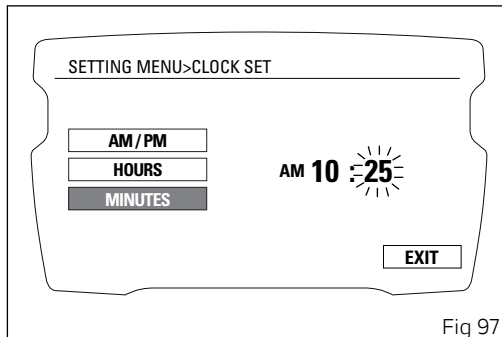 SETTING MENU>CLOCK SET
AM / PM
HOURS
MINUTES
AM 10 : 25
EXIT
Fig 97